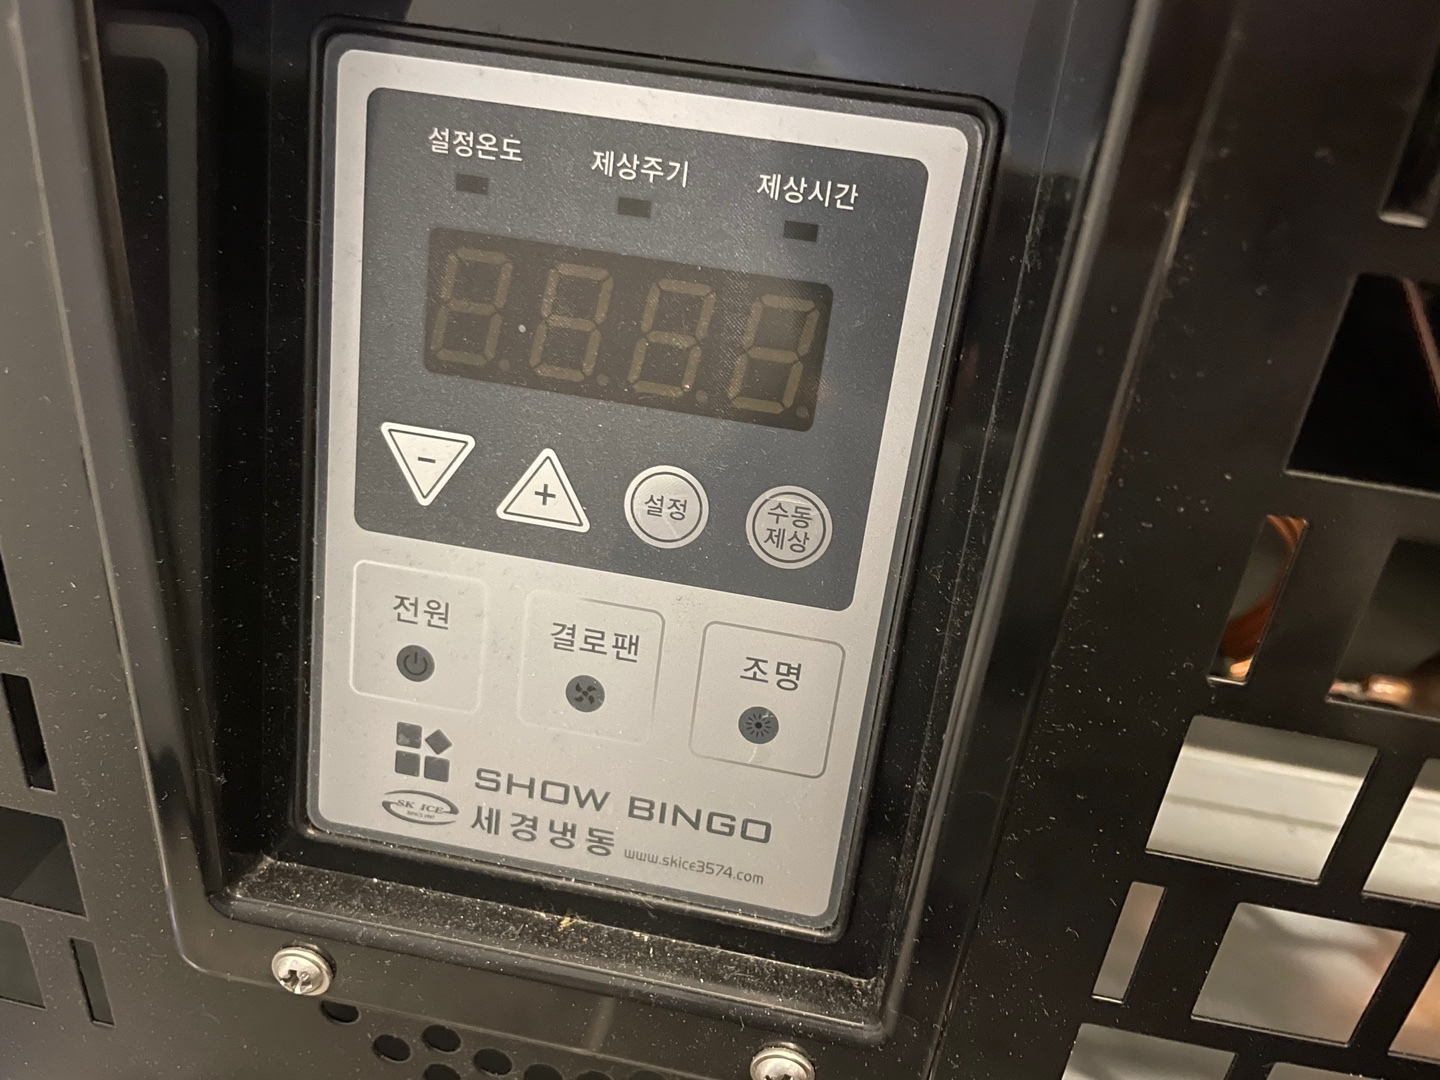 설정온도 제상주기 제상시간
- + 설정 수동
제상
전원 결로팬 조명
SHOW BINGO
SK ICE
세경냉동 www.skice3574.com